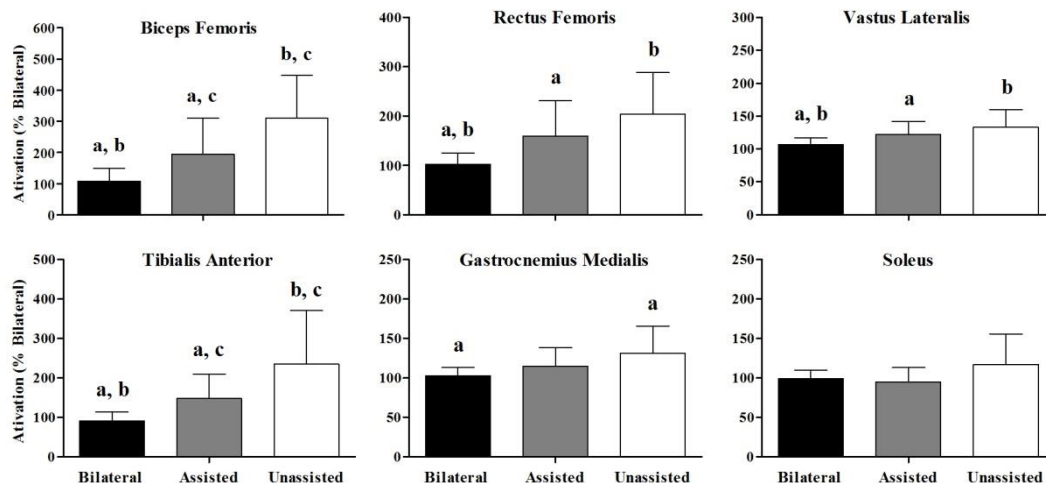 Biceps Femoris
Ativation (% Bilateral)
600
500
400
300
200
100
0
a, b
a, c
b, c
Rectus Femoris
400
300
200
100
0
a, b
a
b
Vastus Lateralis
300
250
200
150
100
50
0
a, b
a
b
Tibialis Anterior
Ativation (% Bilateral)
500
400
300
200
100
0
a, b
a, c
b, c
Bilateral Assisted Unassisted
Gastrocnemius Medialis
250
200
150
100
50
0
a
a
Bilateral Assisted Unassisted
Soleus
250
200
150
100
50
0
Bilateral Assisted Unassisted